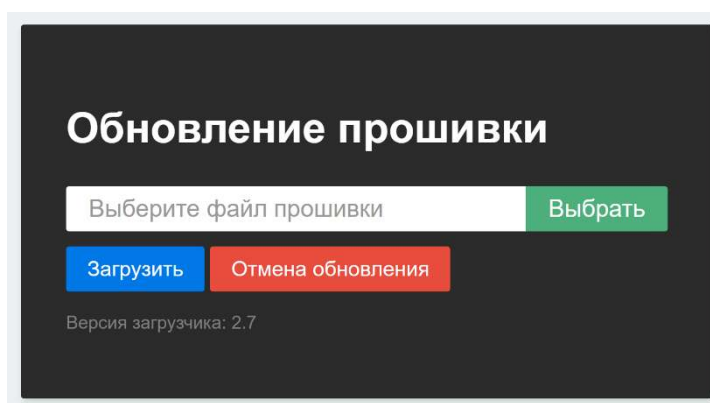 Обновление прошивки
Выберите файл прошивки Выбрать
Загрузить Отмена обновления
Версия загрузчика: 2.7